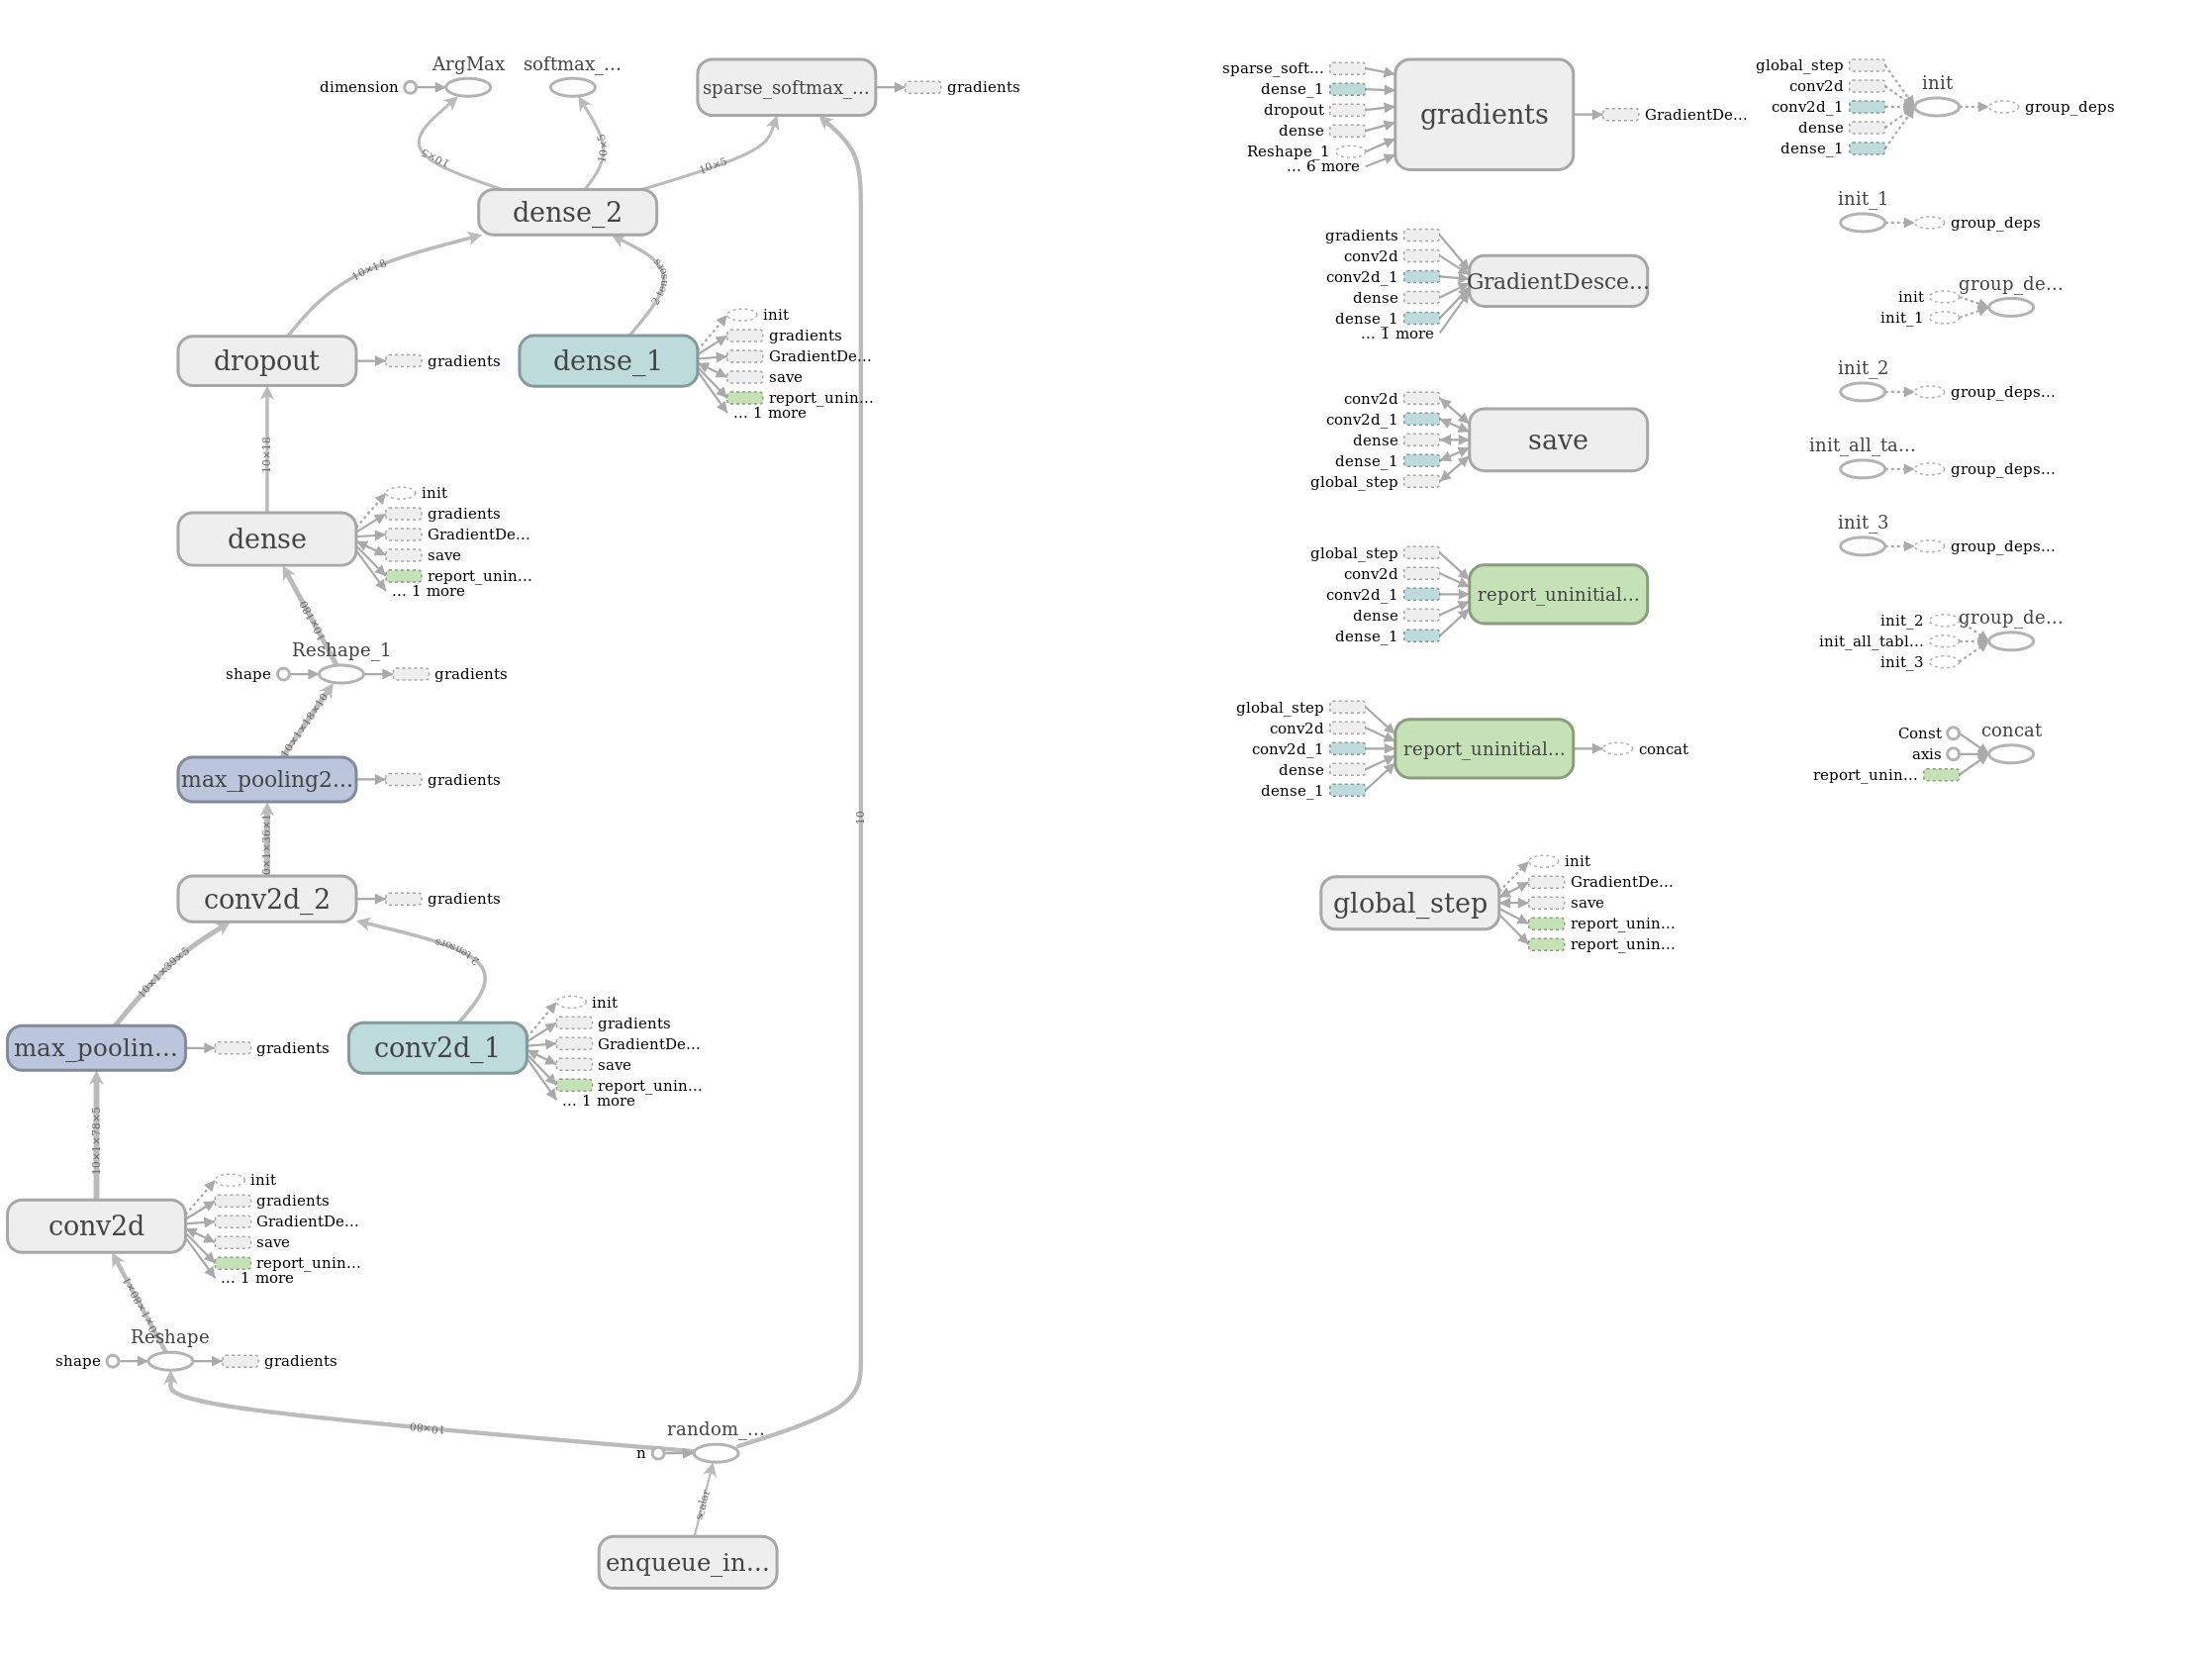 ArgMax
softmax_...
dimension
sparse_softmax_...
gradients
10×5
10×5
10×5
dense_2
10×18
2 tensors
dropout
gradients
dense_1
init
gradients
GradientDe...
save
report_unin...
... 1 more
10×18
dense
init
gradients
GradientDe...
save
report_unin...
... 1 more
10×180
Reshape_1
shape
gradients
10×1×18×10
max_pooling2...
gradients
conv2d_2
gradients
10×1×39×5
2 tensors
max_poolin...
gradients
conv2d_1
init
gradients
GradientDe...
save
report_unin...
... 1 more
10×1×78×5
conv2d
init
gradients
GradientDe...
save
report_unin...
... 1 more
Reshape
shape
gradients
10×80
10
random_...
n
scalar
enqueue_in...
sparse_soft...
dense_1
dropout
dense
Reshape_1
... 6 more
gradients
GradientDe...
gradients
conv2d
conv2d_1
dense
dense_1
... 1 more
GradientDesce...
conv2d
conv2d_1
dense
dense_1
global_step
save
global_step
conv2d
conv2d_1
dense
dense_1
report_uninitial...
global_step
conv2d
conv2d_1
dense
dense_1
report_uninitial...
concat
global_step
init
GradientDe...
save
report_unin...
report_unin...
global_step
conv2d
conv2d_1
dense
dense_1
init
group_deps
init_1
group_deps
init
init_1
group_de...
init_2
group_deps...
init_all_ta...
group_deps...
init_3
group_deps...
init_2
init_all_tabl...
init_3
group_de...
Const
axis
report_unin...
concat